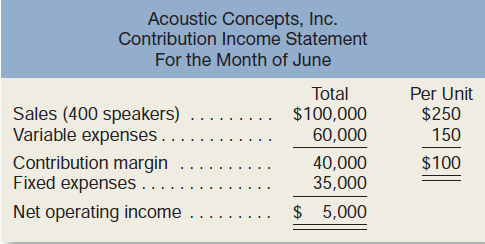 Acoustic Concepts, Inc.
Contribution Income Statement
For the Month of June
Total Per Unit
Sales (400 speakers) . . . . . . . . . $100,000 $250
Variable expenses . . . . . . . . . . . . 60,000 150
Contribution margin . . . . . . . . . . 40,000 $100
Fixed expenses . . . . . . . . . . . . . . 35,000
Net operating income . . . . . . . . . $ 5,000